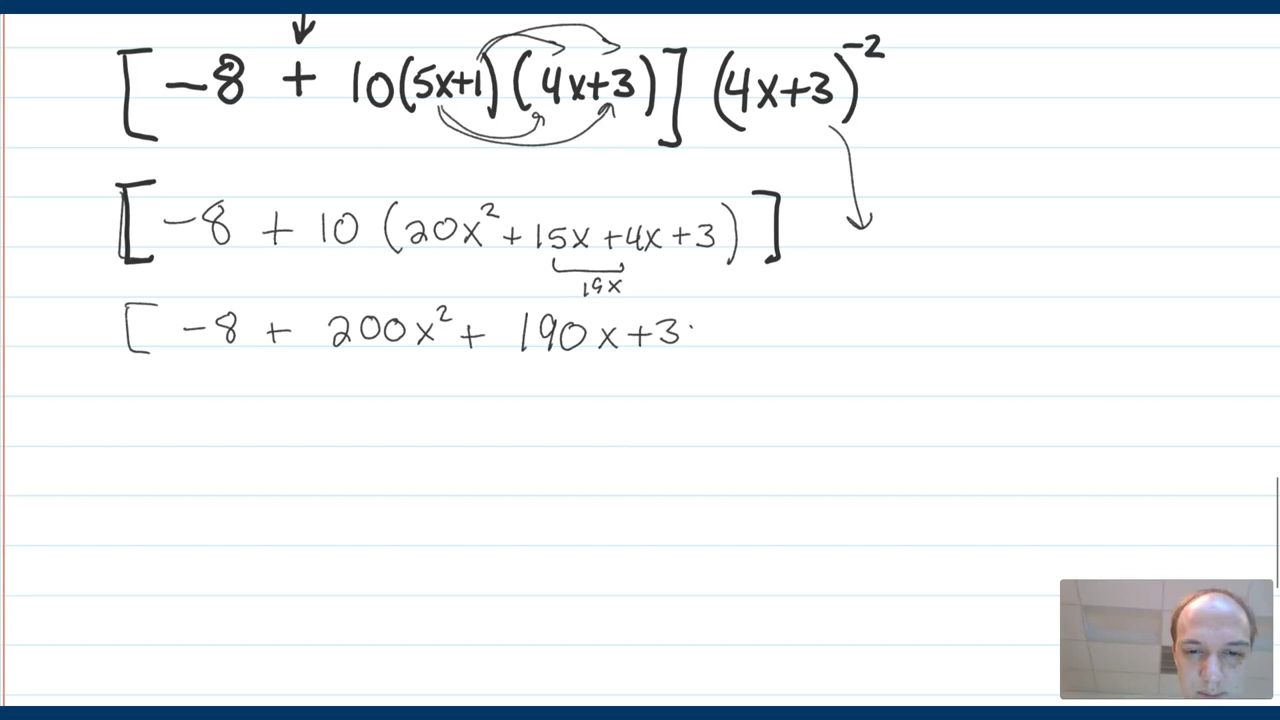 [-8 + 10(5x+1)(4x+3)](4x+3)⁻²
[-8 + 10(20x²+15x+4x+3)]
19x
[-8 + 200x² + 190x+3